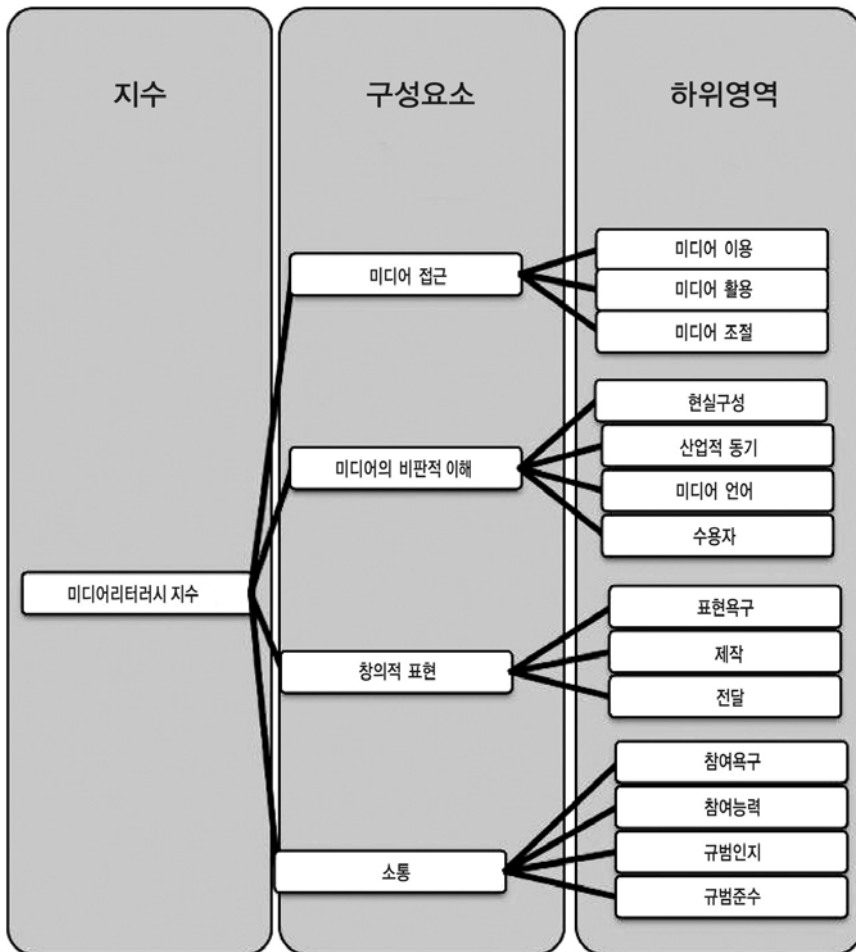 지수
구성요소
하위영역
미디어리터러시 지수
미디어 접근
미디어 이용
미디어 활용
미디어 조절
미디어의 비판적 이해
현실구성
산업적 동기
미디어 언어
수용자
창의적 표현
표현욕구
제작
전달
소통
참여욕구
참여능력
규범인지
규범준수